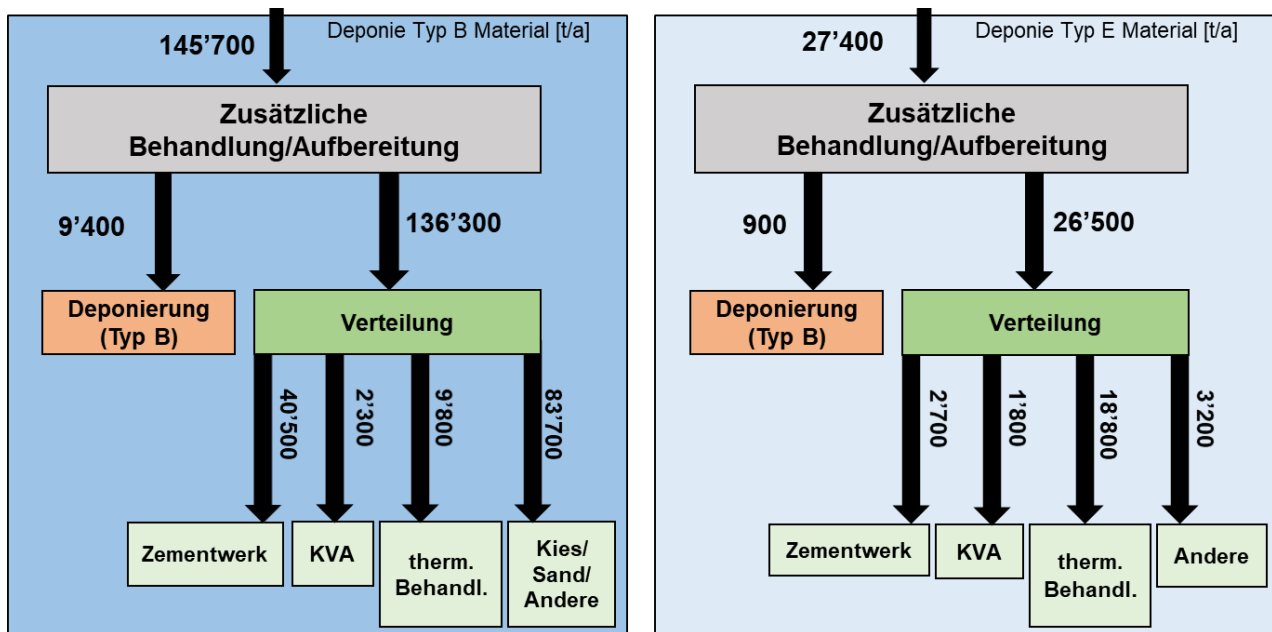 Deponie Typ B Material [t/a]
145’700
Zusätzliche
Behandlung/Aufbereitung
9’400
136’300
Deponierung
(Typ B)
Verteilung
40’500
2’300
9’800
83’700
Zementwerk
KVA
therm.
Behandl.
Kies/
Sand/
Andere
Deponie Typ E Material [t/a]
27’400
Zusätzliche
Behandlung/Aufbereitung
900
26’500
Deponierung
(Typ B)
Verteilung
2’700
1’800
18’800
3’200
Zementwerk
KVA
therm.
Behandl.
Andere